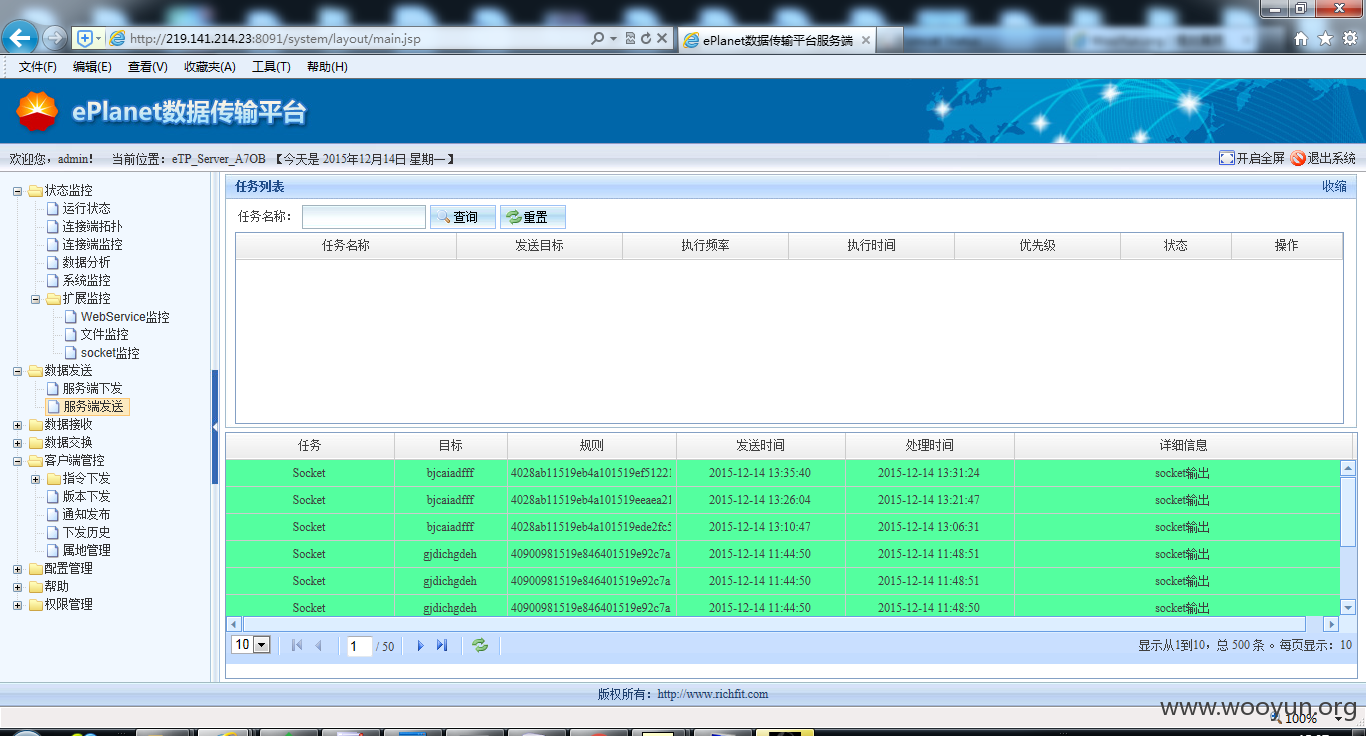 http://219.141.214.23:8091/system/layout/main.jsp
ePlanet数据传输平台服务端
文件(F) 编辑(E) 查看(V) 收藏夹(A) 工具(T) 帮助(H)
ePlanet数据传输平台
欢迎您，admin! 当前位置：eTP_Server_A7OB 【今天是 2015年12月14日 星期一】
开启全屏 退出系统
状态监控
运行状态
连接端拓扑
连接端监控
数据分析
系统监控
扩展监控
WebService监控
文件监控
socket监控
数据发送
服务端下发
服务端发送
数据接收
数据交换
客户端管控
指令下发
版本下发
通知发布
下发历史
属地管理
配置管理
帮助
权限管理
任务列表 收缩
任务名称： 查询 重置
任务名称 发送目标 执行频率 执行时间 优先级 状态 操作
任务 目标 规则 发送时间 处理时间 详细信息
Socket bjcaiadfff 4028ab11519eb4a101519ef5122 2015-12-14 13:35:40 2015-12-14 13:31:24 socket输出
Socket bjcaiadfff 4028ab11519eb4a101519eeaea21 2015-12-14 13:26:04 2015-12-14 13:21:47 socket输出
Socket bjcaiadfff 4028ab11519eb4a101519ede2fc5 2015-12-14 13:10:47 2015-12-14 13:06:31 socket输出
Socket gjdichgdeh 40900981519e846401519e92c7a 2015-12-14 11:44:50 2015-12-14 11:48:51 socket输出
Socket gjdichgdeh 40900981519e846401519e92c7a 2015-12-14 11:44:50 2015-12-14 11:48:51 socket输出
Socket gjdichgdeh 40900981519e846401519e92c7a 2015-12-14 11:44:50 2015-12-14 11:48:50 socket输出
10 1 / 50 显示从1到10，总 500 条 。每页显示：10
版权所有：http://www.richfit.com
www.wooyun.org
100%